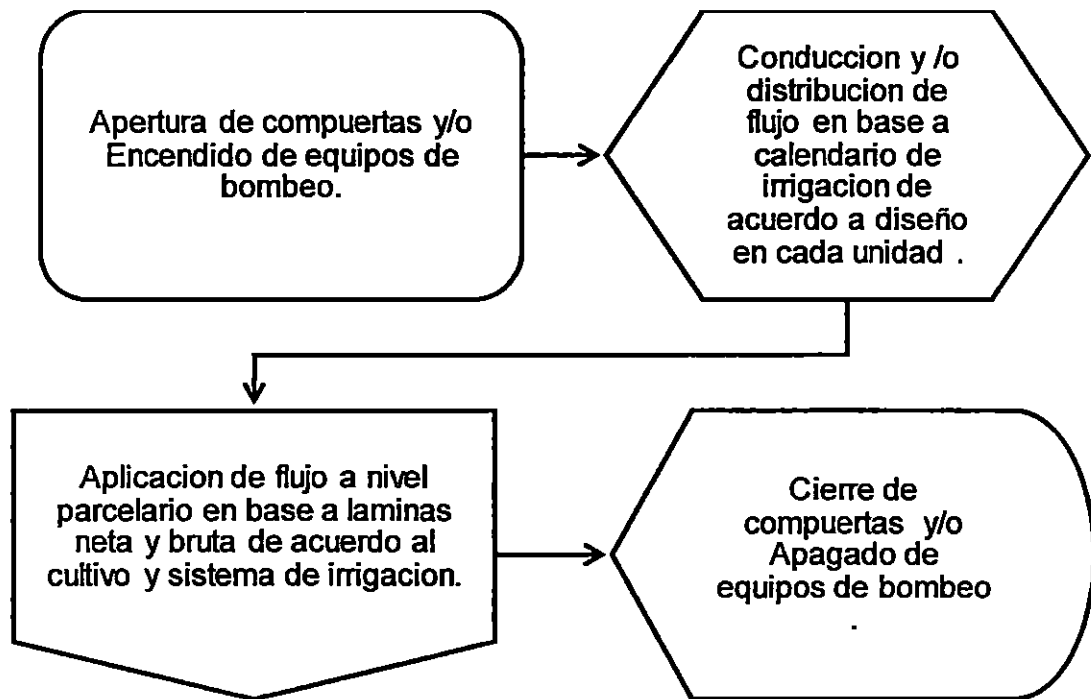 Apertura de compuertas y/o
Encendido de equipos de
bombeo.
Conduccion y /o
distribucion de
flujo en base a
calendario de
irrigacion de
acuerdo a diseño
en cada unidad .
Aplicacion de flujo a nivel
parcelario en base a laminas
neta y bruta de acuerdo al
cultivo y sistema de irrigacion.
Cierre de
compuertas y/o
Apagado de
equipos de bombeo
.